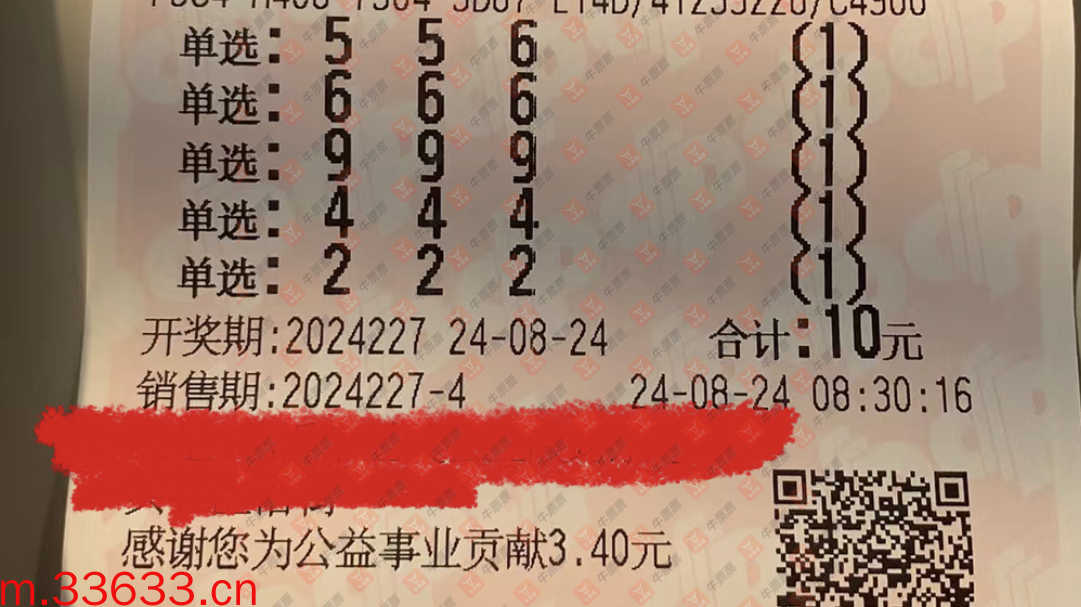 单选: 5 5 6 (1)
单选: 6 6 6 (1)
单选: 9 9 9 (1)
单选: 4 4 4 (1)
单选: 2 2 2 (1)
开奖期:2024227 24-08-24 合计:10元
销售期:2024227-4 24-08-24 08:30:16
感谢您为公益事业贡献3.40元
m.33633.cn